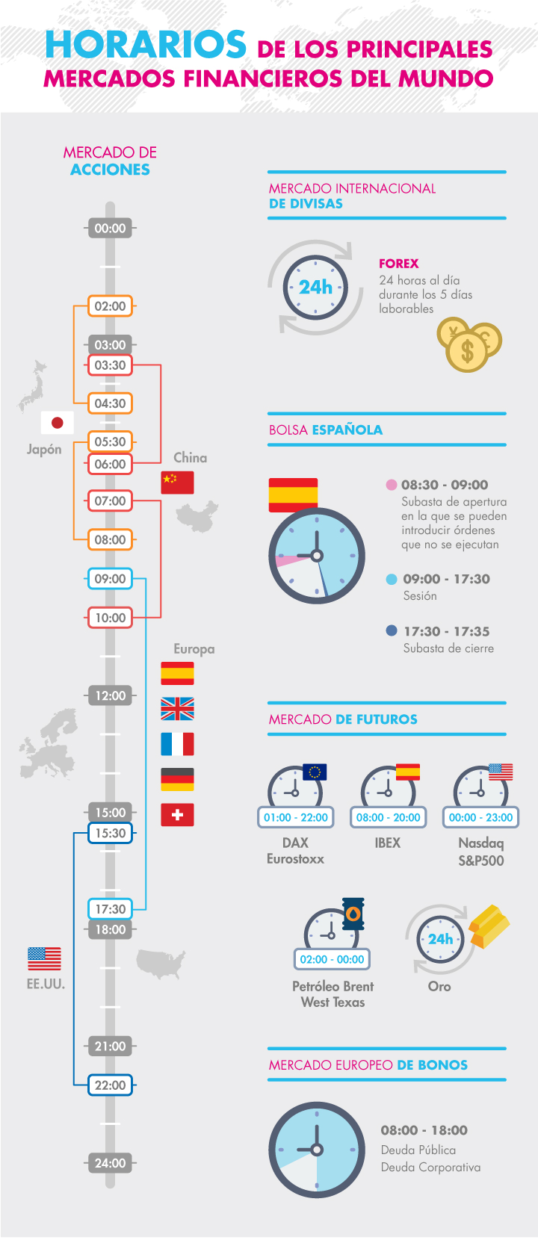 HORARIOS DE LOS PRINCIPALES
MERCADOS FINANCIEROS DEL MUNDO
MERCADO DE
ACCIONES
00:00
02:00
03:00
03:30
04:30
Japón
05:30
06:00
China
07:00
08:00
09:00
10:00
Europa
12:00
15:00
15:30
17:30
18:00
EE.UU.
21:00
22:00
24:00
MERCADO INTERNACIONAL
DE DIVISAS
24h
FOREX
24 horas al día
durante los 5 días
laborables
¥
$
€
BOLSA ESPAÑOLA
08:30 - 09:00
Subasta de apertura
en la que se pueden
introducir órdenes
que no se ejecutan
09:00 - 17:30
Sesión
17:30 - 17:35
Subasta de cierre
MERCADO DE FUTUROS
01:00 - 22:00
DAX
Eurostoxx
08:00 - 20:00
IBEX
00:00 - 23:00
Nasdaq
S&P500
02:00 - 00:00
Petróleo Brent
West Texas
24h
Oro
MERCADO EUROPEO DE BONOS
08:00 - 18:00
Deuda Pública
Deuda Corporativa